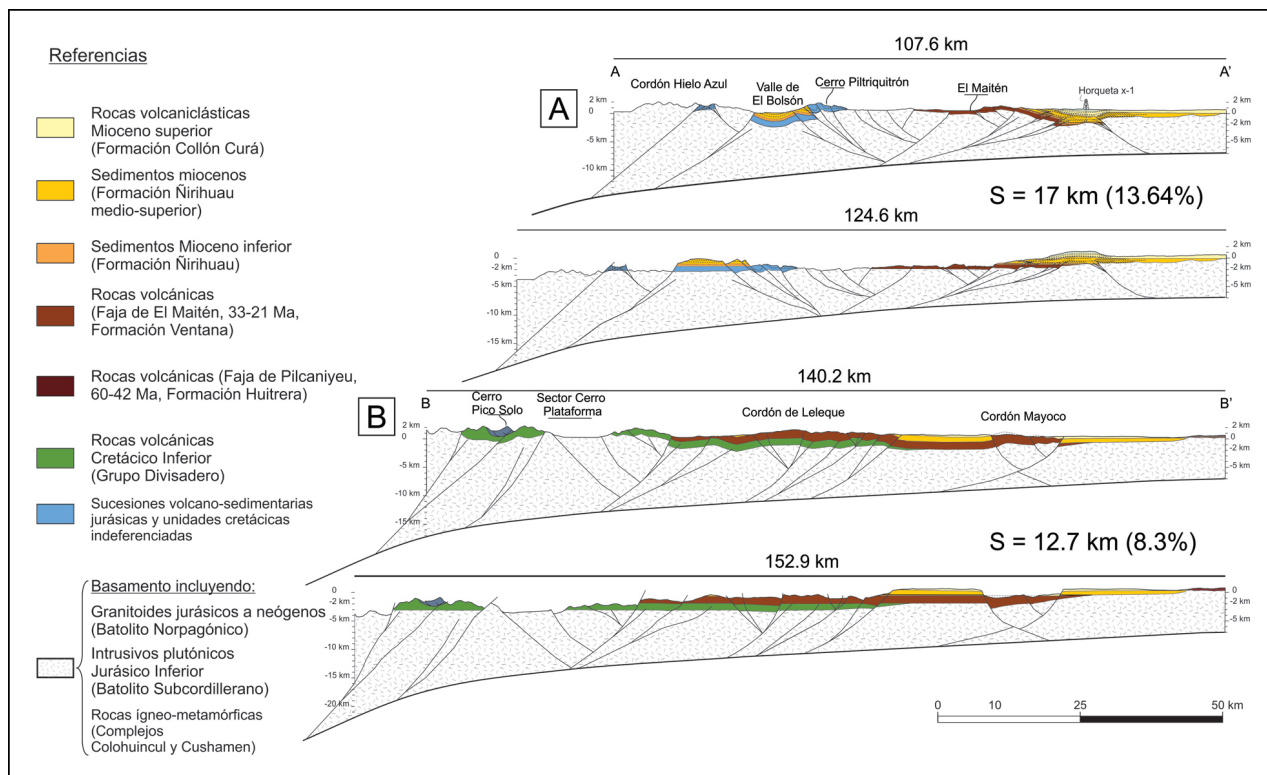 Referencias
Rocas volcaniclásticas
Mioceno superior
(Formación Collón Curá)
Sedimentos miocenos
(Formación Ñirihuau
medio-superior)
Sedimentos Mioceno inferior
(Formación Ñirihuau)
Rocas volcánicas
(Faja de El Maitén, 33-21 Ma,
Formación Ventana)
Rocas volcánicas (Faja de Pilcaniyeu,
60-42 Ma, Formación Huitrera)
Rocas volcánicas
Cretácico Inferior
(Grupo Divisadero)
Sucesiones volcano-sedimentarias
jurásicas y unidades cretácicas
indeferenciadas
Basamento incluyendo:
Granitoides jurásicos a neógenos
(Batolito Norpagónico)
Intrusivos plutónicos
Jurásico Inferior
(Batolito Subcordillerano)
Rocas ígneo-metamórficas
(Complejos
Colohuincul y Cushamen)
107.6 km
A
A'
A
Cordón Hielo Azul
Valle de
El Bolsón
Cerro Piltriquitrón
El Maitén
Horqueta x-1
2 km
0
-5 km
-10 km
2 km
0
-2 km
-5 km
S = 17 km (13.64%)
124.6 km
0
-2 km
-5 km
-10 km
-15 km
2 km
0
-2 km
-5 km
140.2 km
B
B'
B
Cerro
Pico Solo
Sector Cerro
Plataforma
Cordón de Leleque
Cordón Mayoco
2 km
0
-5 km
-10 km
-15 km
2 km
0
-2 km
-5 km
S = 12.7 km (8.3%)
152.9 km
0
-2 km
-5 km
-10 km
-15 km
-20 km
0
-2 km
-5 km
0
10
25
50 km